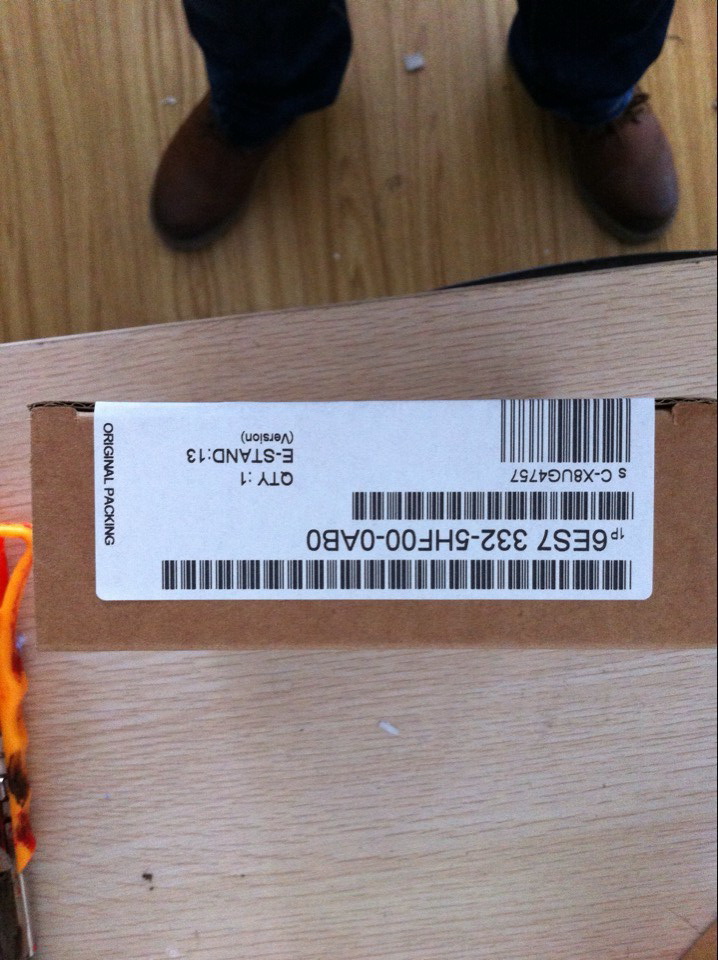 1P 6ES7 332-5HF00-0AB0
S C-X8UG4757
QTY: 1
E-STAND:13
(Version)
ORIGINAL PACKING